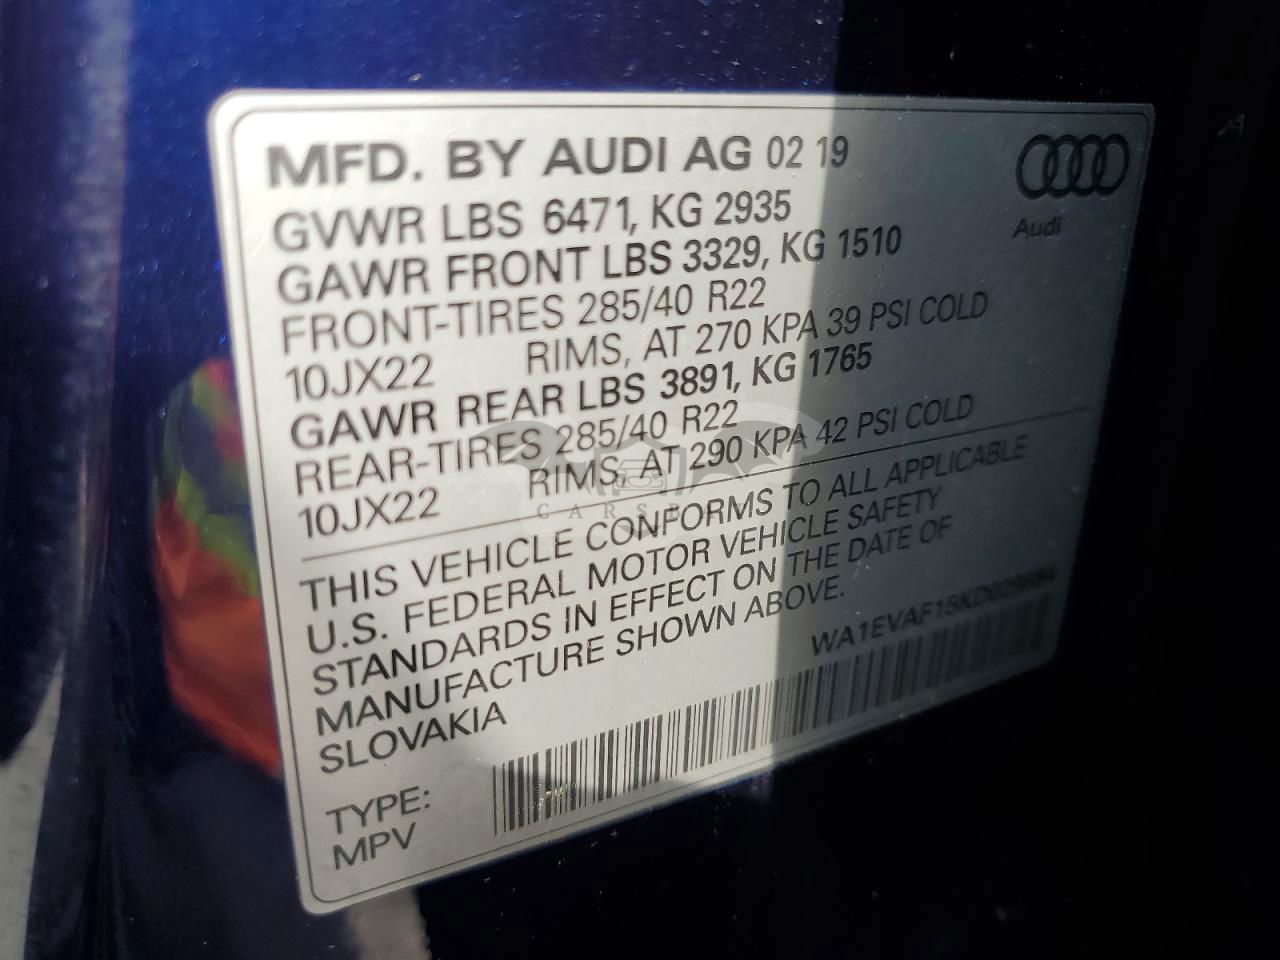 MFD. BY AUDI AG 02 19
GVWR LBS 6471, KG 2935
GAWR FRONT LBS 3329, KG 1510
FRONT-TIRES 285/40 R22
10JX22 RIMS, AT 270 KPA 39 PSI COLD
GAWR REAR LBS 3891, KG 1765
REAR-TIRES 285/40 R22
10JX22 RIMS, AT 290 KPA 42 PSI COLD
Audi
THIS VEHICLE CONFORMS TO ALL APPLICABLE
U.S. FEDERAL MOTOR VEHICLE SAFETY
STANDARDS IN EFFECT ON THE DATE OF
MANUFACTURE SHOWN ABOVE.
SLOVAKIA
TYPE:
MPV